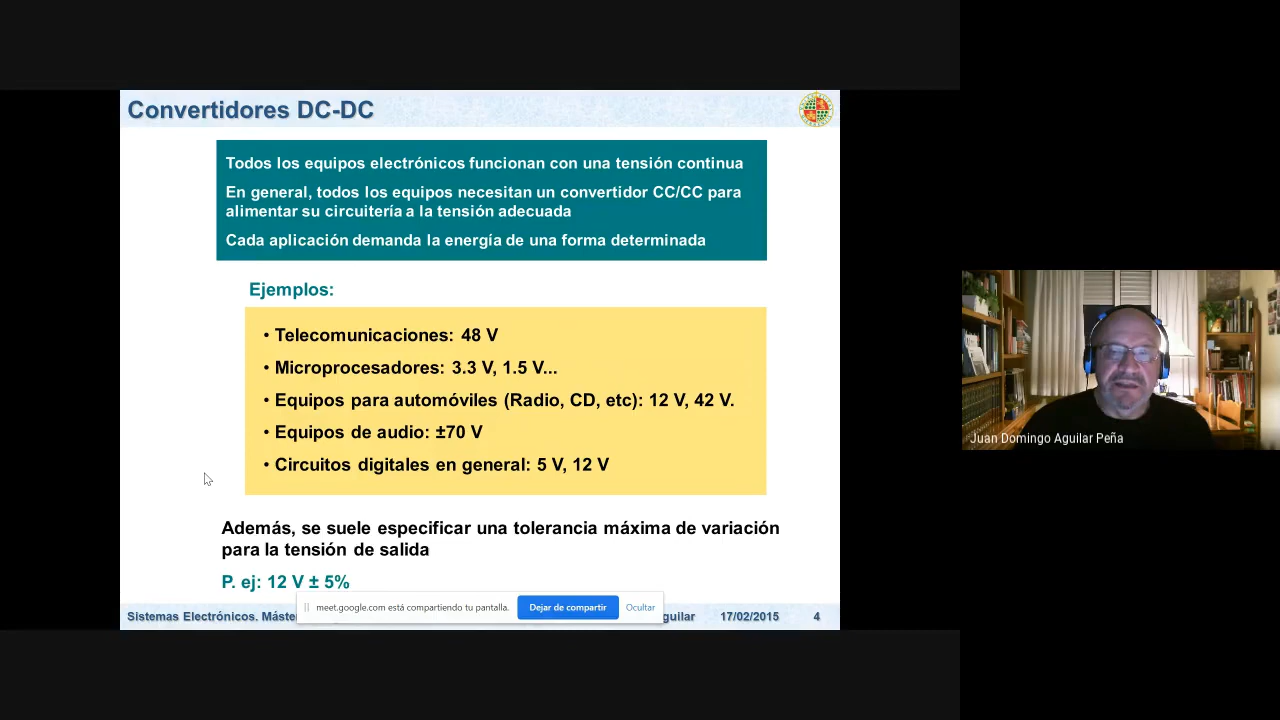 Convertidores DC-DC
Todos los equipos electrónicos funcionan con una tensión continua
En general, todos los equipos necesitan un convertidor CC/CC para
alimentar su circuitería a la tensión adecuada
Cada aplicación demanda la energía de una forma determinada
Ejemplos:
• Telecomunicaciones: 48 V
• Microprocesadores: 3.3 V, 1.5 V...
• Equipos para automóviles (Radio, CD, etc): 12 V, 42 V.
• Equipos de audio: ±70 V
• Circuitos digitales en general: 5 V, 12 V
Además, se suele especificar una tolerancia máxima de variación
para la tensión de salida
P. ej: 12 V ± 5%
meet.google.com está compartiendo tu pantalla. Dejar de compartir Ocultar
Sistemas Electrónicos. Máste guilar 17/02/2015 4
Juan Domingo Aguilar Peña